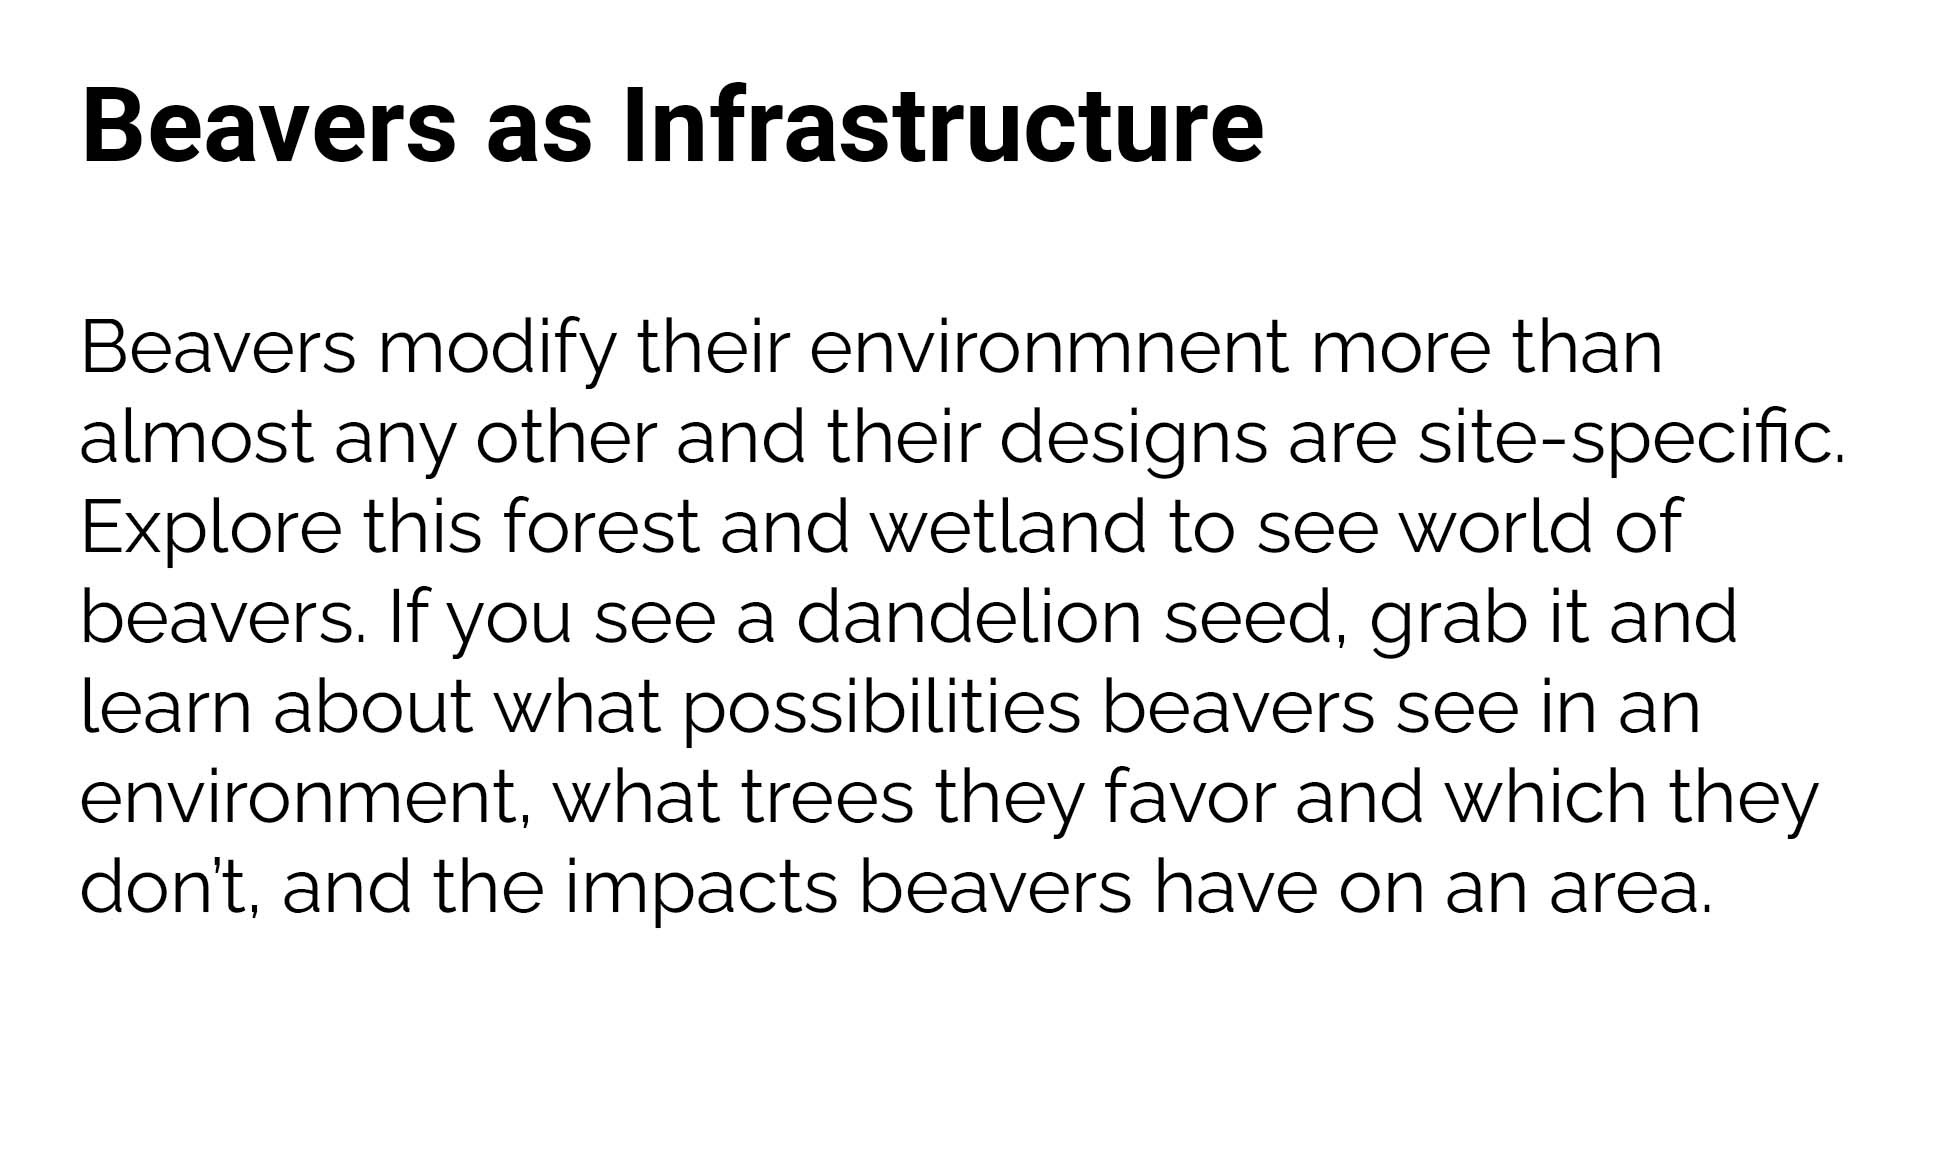 Beavers as Infrastructure
Beavers modify their environmnent more than
almost any other and their designs are site-specific.
Explore this forest and wetland to see world of
beavers. If you see a dandelion seed, grab it and
learn about what possibilities beavers see in an
environment, what trees they favor and which they
don’t, and the impacts beavers have on an area.